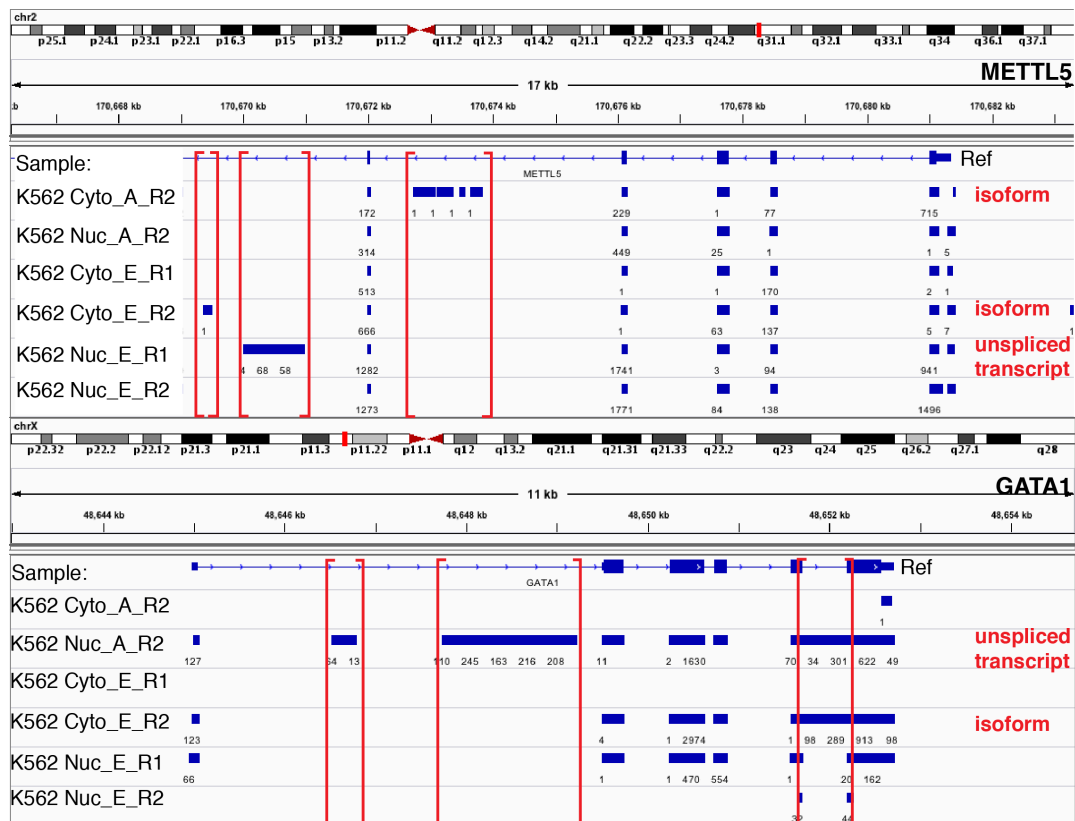 chr2
p25.1 p24.1 p23.1 p22.1 p16.3 p15 p13.2 p11.2 q11.2 q12.3 q14.2 q21.1 q22.2 q23.3 q24.2 q31.1 q32.1 q33.1 q34 q36.1 q37.1
METTL5
17 kb
kb 170,668 kb 170,670 kb 170,672 kb 170,674 kb 170,676 kb 170,678 kb 170,680 kb 170,682 kb
Sample: Ref
METTL5
K562 Cyto_A_R2 isoform
172 1 1 1 1 229 1 77 715
K562 Nuc_A_R2
314 449 25 1 1 5
K562 Cyto_E_R1
513 1 1 170 2 1
K562 Cyto_E_R2 isoform
1 666 1 63 137 5 7 1
K562 Nuc_E_R1 unspliced
transcript
4 68 58 1282 1741 3 94 941
K562 Nuc_E_R2
1273 1771 84 138 1496
chrX
p22.32 p22.2 p22.12 p21.3 p21.1 p11.3 p11.22 p11.1 q12 q13.2 q21.1 q21.31 q21.33 q22.2 q23 q24 q25 q26.2 q27.1 q28
GATA1
11 kb
48,644 kb 48,646 kb 48,648 kb 48,650 kb 48,652 kb 48,654 kb
Sample: Ref
GATA1
K562 Cyto_A_R2
1
K562 Nuc_A_R2 unspliced
transcript
127 64 13 110 245 163 216 208 11 2 1630 70 34 301 622 49
K562 Cyto_E_R1
K562 Cyto_E_R2 isoform
123 4 1 2974 1 98 289 913 98
K562 Nuc_E_R1
66 1 1 470 554 1 20 162
K562 Nuc_E_R2
32 44